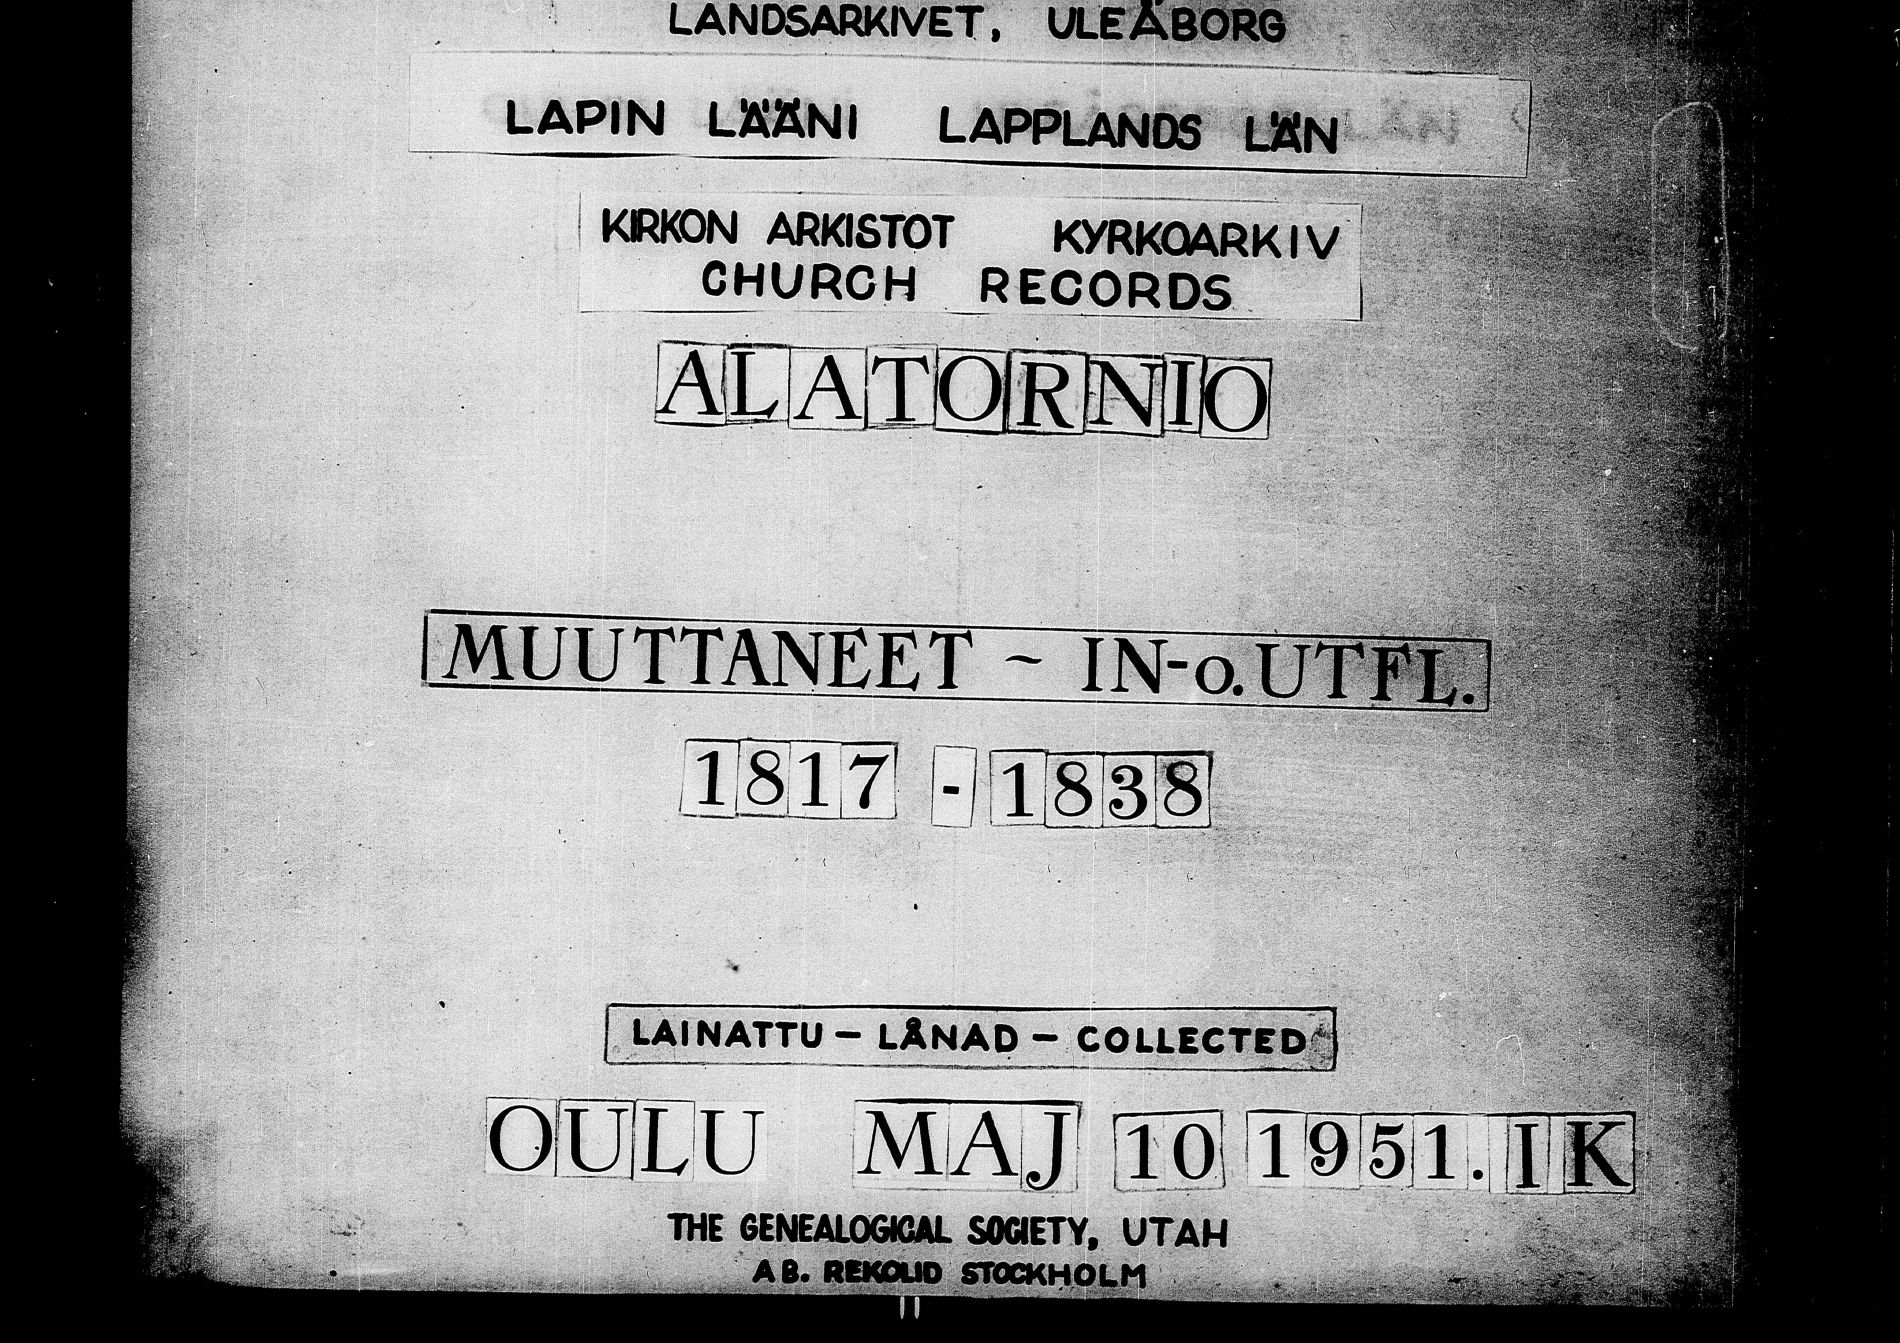 LANDSARKIVET, ULEÅBORG
LAPIN LÄÄNI LAPPLANDS LÄN
KIRKON ARKISTOT KYRKOARKIV
CHURCH RECORDS
ALATORNIO
MUUTTANEET ~ IN-o.UTFL.
1817 - 1838
LAINATTU – LÅNAD – COLLECTED
OULU MAJ 10 1951. IK
THE GENEALOGICAL SOCIETY, UTAH
AB. REKOLID STOCKHOLM